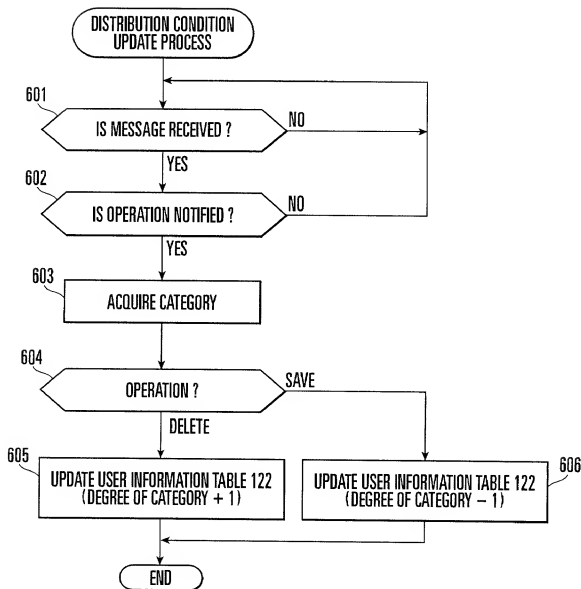 DISTRIBUTION CONDITION
UPDATE PROCESS
601
IS MESSAGE RECEIVED ?
NO
YES
602
IS OPERATION NOTIFIED ?
NO
YES
603
ACQUIRE CATEGORY
604
OPERATION ?
SAVE
DELETE
605
UPDATE USER INFORMATION TABLE 122
(DEGREE OF CATEGORY + 1)
UPDATE USER INFORMATION TABLE 122
(DEGREE OF CATEGORY - 1)
606
END